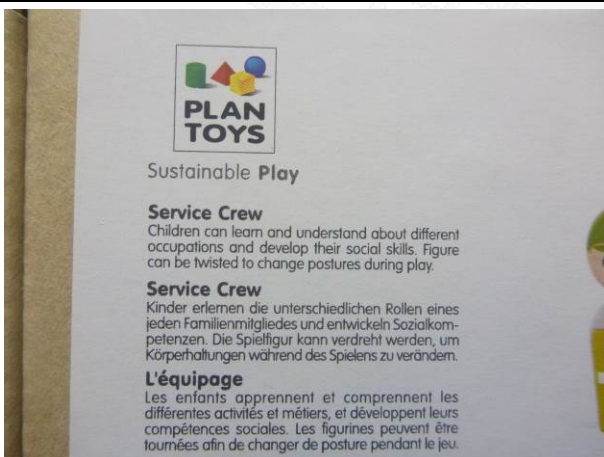 PLAN
TOYS
Sustainable Play
Service Crew
Children can learn and understand about different
occupations and develop their social skills. Figure
can be twisted to change postures during play.
Service Crew
Kinder erlernen die unterschiedlichen Rollen eines
jeden Familienmitgliedes und entwickeln Sozialkom-
petenzen. Die Spielfigur kann verdreht werden, um
Körperhaltungen während des Spielens zu verändern.
L'équipage
Les enfants apprennent et comprennent les
différentes activités et métiers, et développent leurs
compétences sociales. Les figurines peuvent être
tournées afin de changer de posture pendant le jeu.